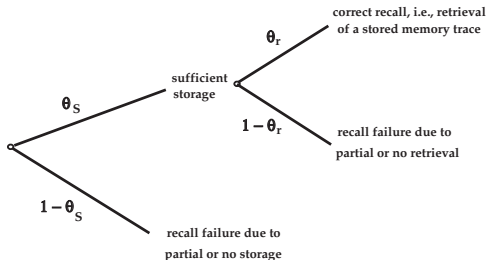 correct recall, i.e., retrieval
of a stored memory trace
θr
sufficient
storage
θS
1 − θr
recall failure due to
partial or no retrieval
1 − θS
recall failure due to
partial or no storage